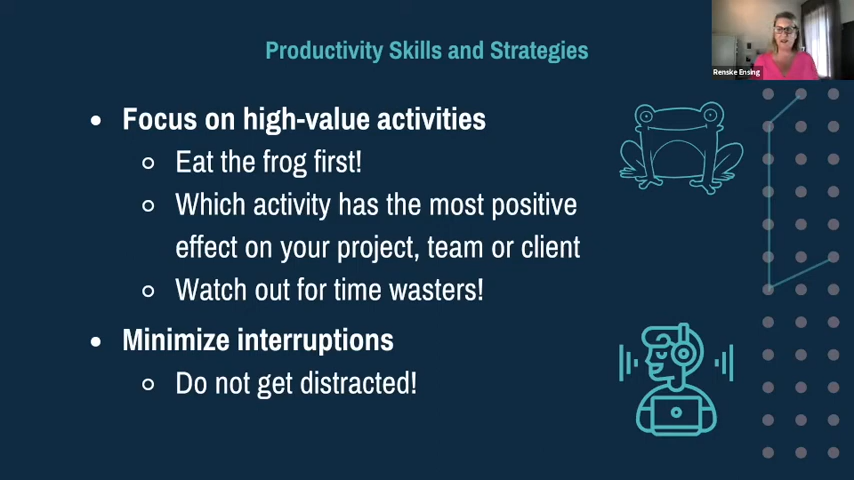 Productivity Skills and Strategies
Renske Ensing
Focus on high-value activities
Eat the frog first!
Which activity has the most positive
effect on your project, team or client
Watch out for time wasters!
Minimize interruptions
Do not get distracted!